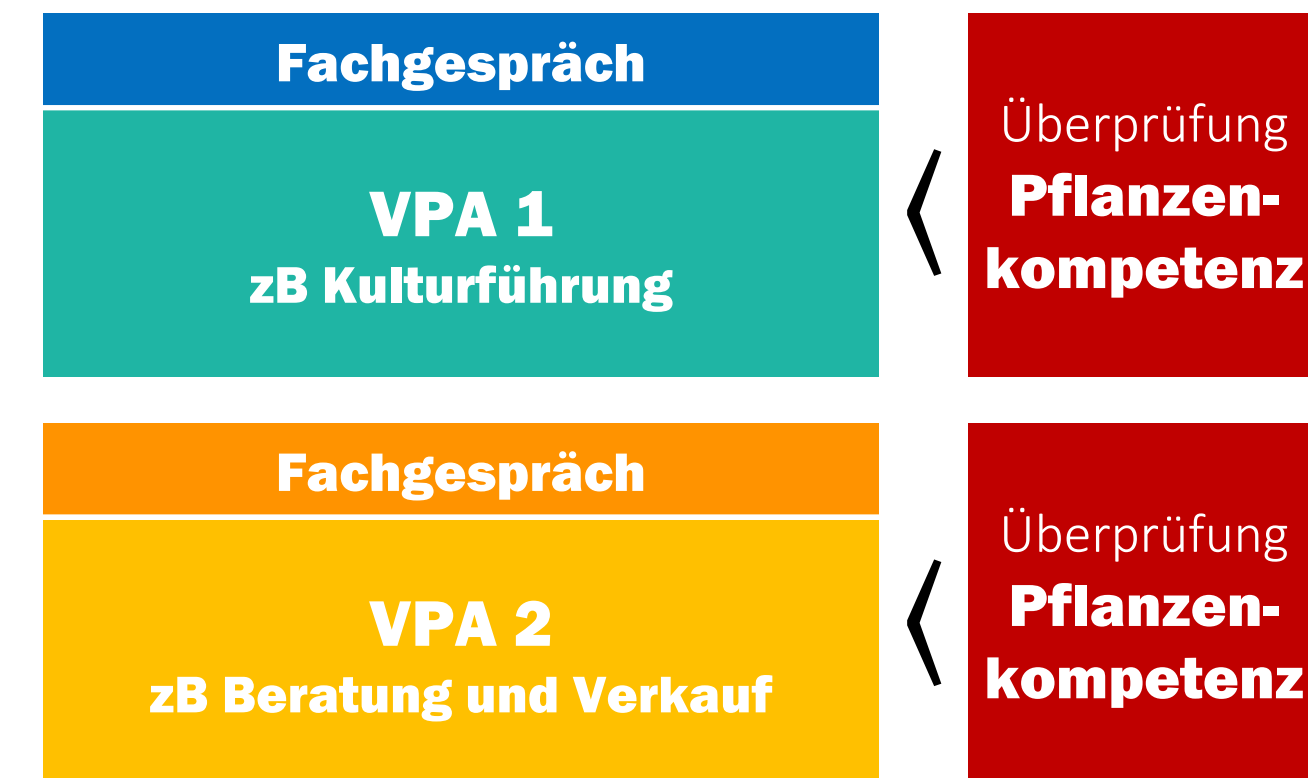 Fachgespräch
VPA 1
zB Kulturführung
Überprüfung
Pflanzen-
kompetenz
Fachgespräch
VPA 2
zB Beratung und Verkauf
Überprüfung
Pflanzen-
kompetenz